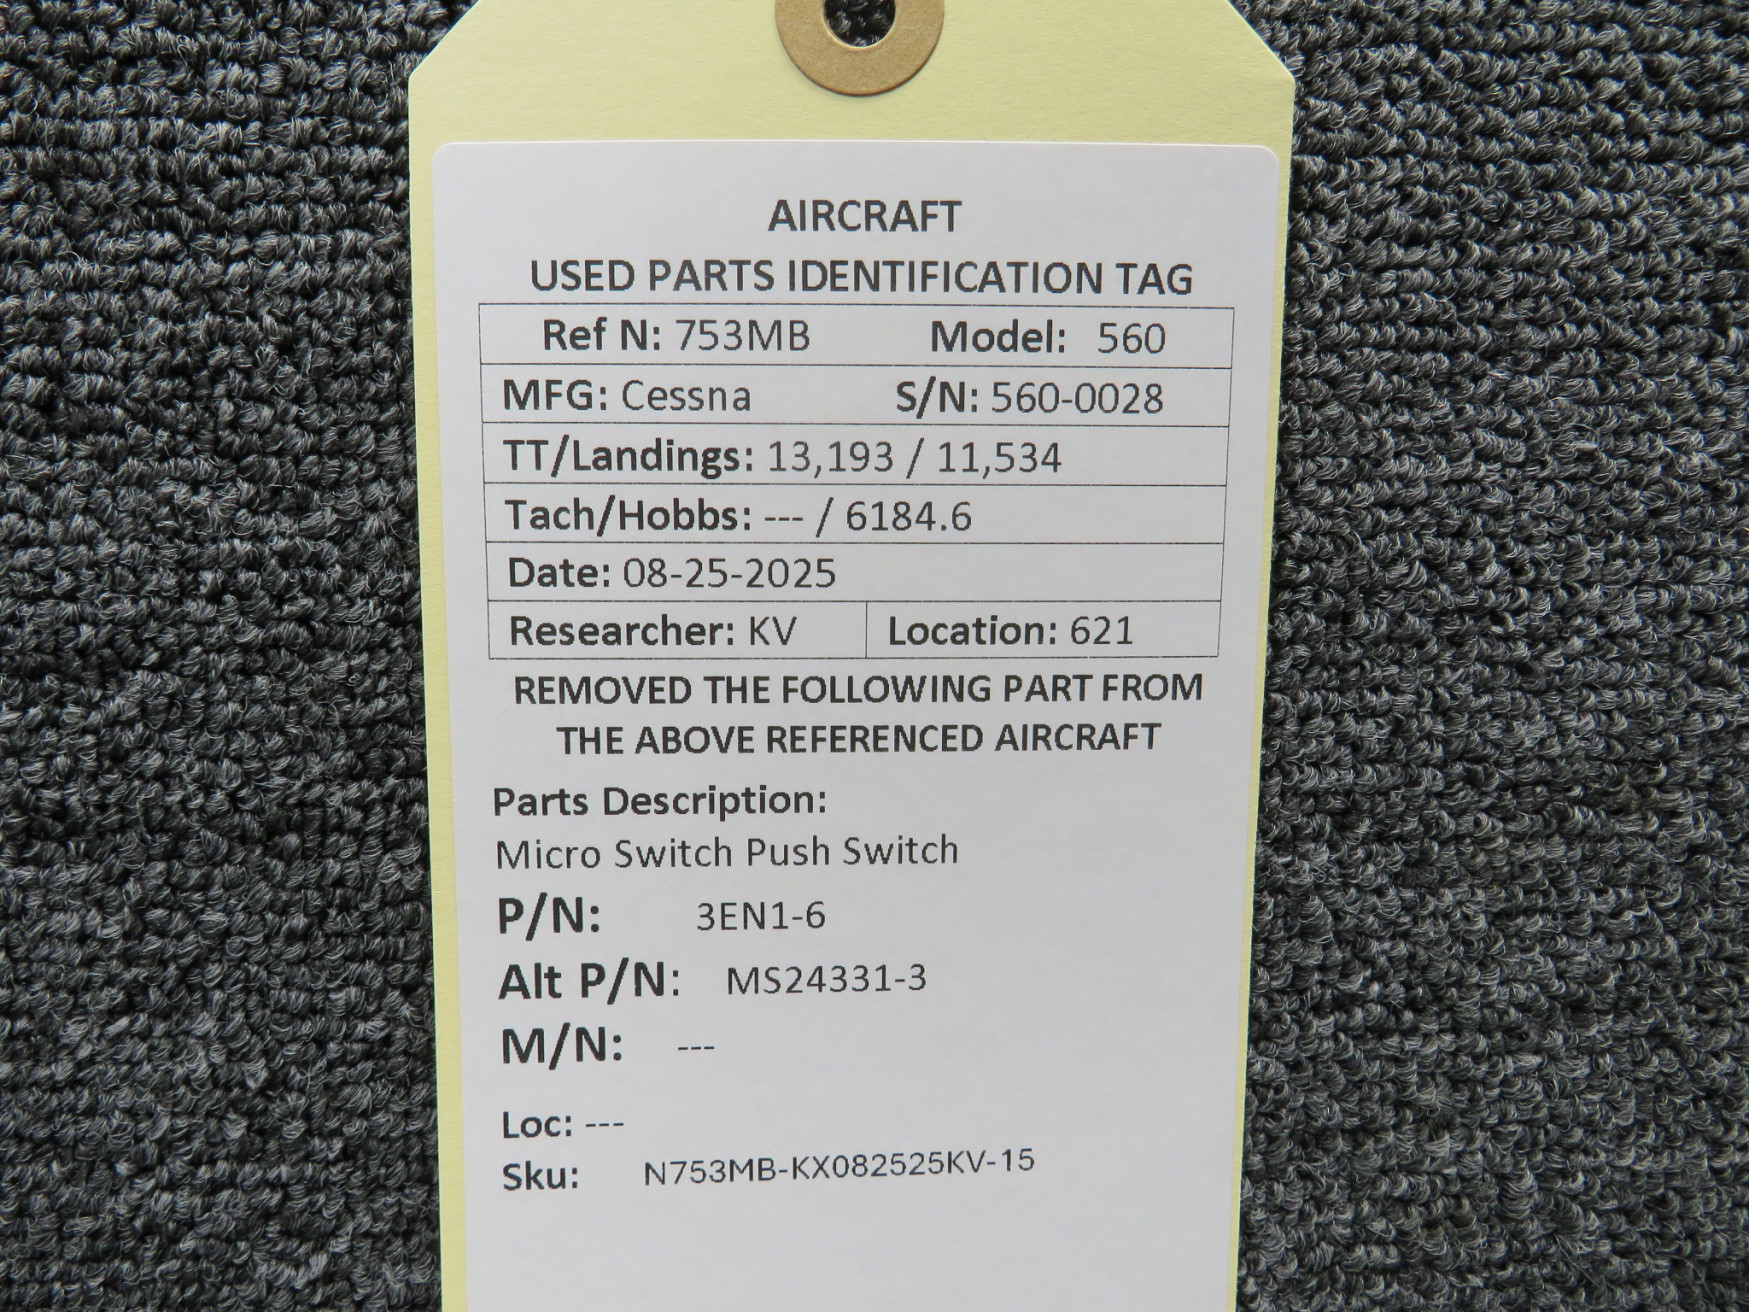 AIRCRAFT
USED PARTS IDENTIFICATION TAG
Ref N: 753MB Model: 560
MFG: Cessna S/N: 560-0028
TT/Landings: 13,193 / 11,534
Tach/Hobbs: --- / 6184.6
Date: 08-25-2025
Researcher: KV Location: 621
REMOVED THE FOLLOWING PART FROM
THE ABOVE REFERENCED AIRCRAFT
Parts Description:
Micro Switch Push Switch
P/N: 3EN1-6
Alt P/N: MS24331-3
M/N: ---
Loc: ---
Sku: N753MB-KX082525KV-15